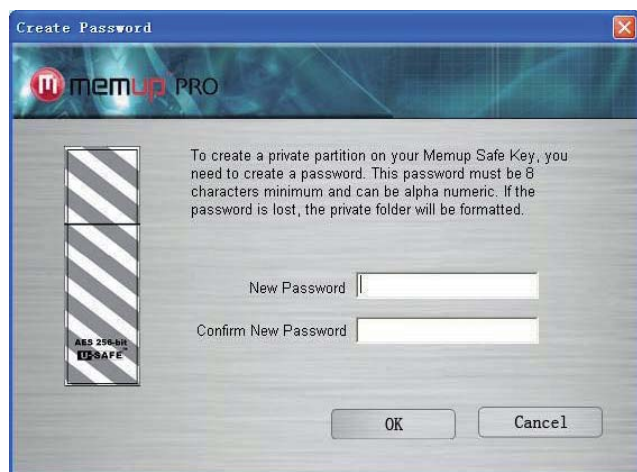 Create Password
memup PRO
To create a private partition on your Memup Safe Key, you
need to create a password. This password must be 8
characters minimum and can be alpha numeric. If the
password is lost, the private folder will be formatted.
New Password
Confirm New Password
AES 256-bit
U-SAFE
OK
Cancel